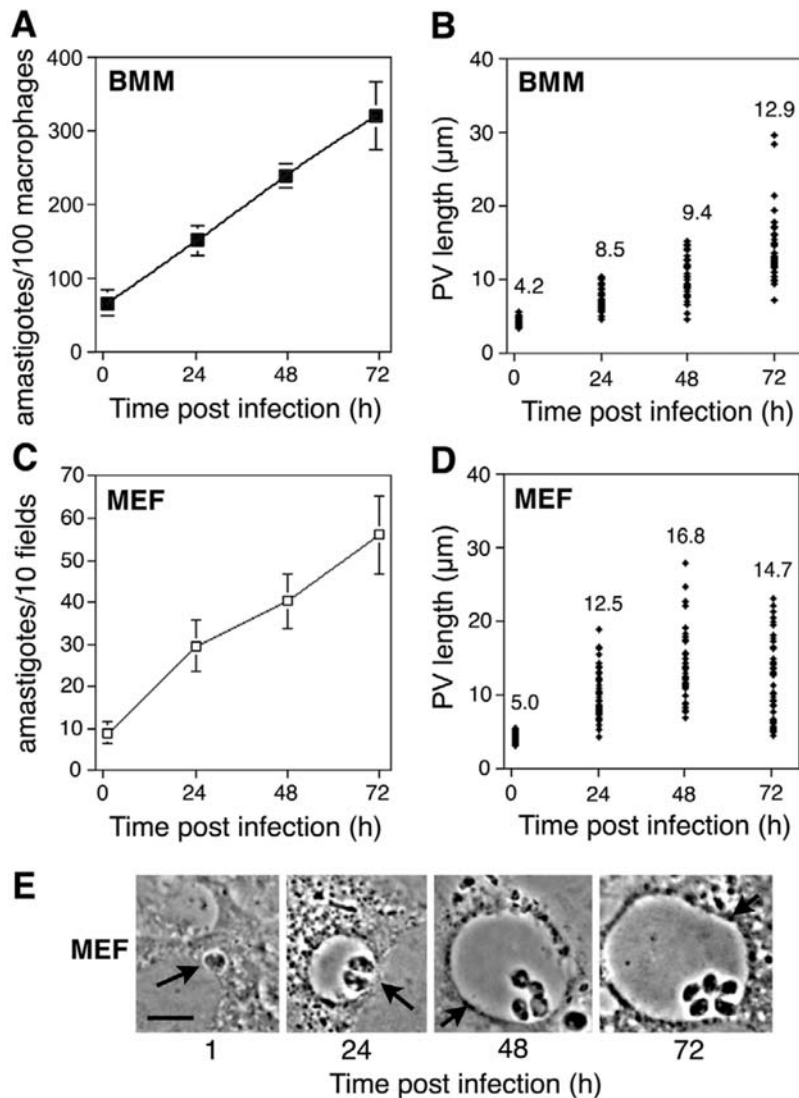 A
BMM
amastigotes/100 macrophages
400
300
200
100
0
0 24 48 72
Time post infection (h)
B
BMM
PV length (µm)
40
30
20
10
0
4.2
8.5
9.4
12.9
0 24 48 72
Time post infection (h)
C
MEF
amastigotes/10 fields
70
60
50
40
30
20
10
0
0 24 48 72
Time post infection (h)
D
MEF
PV length (µm)
40
30
20
10
0
5.0
12.5
16.8
14.7
0 24 48 72
Time post infection (h)
E
MEF
1 24 48 72
Time post infection (h)